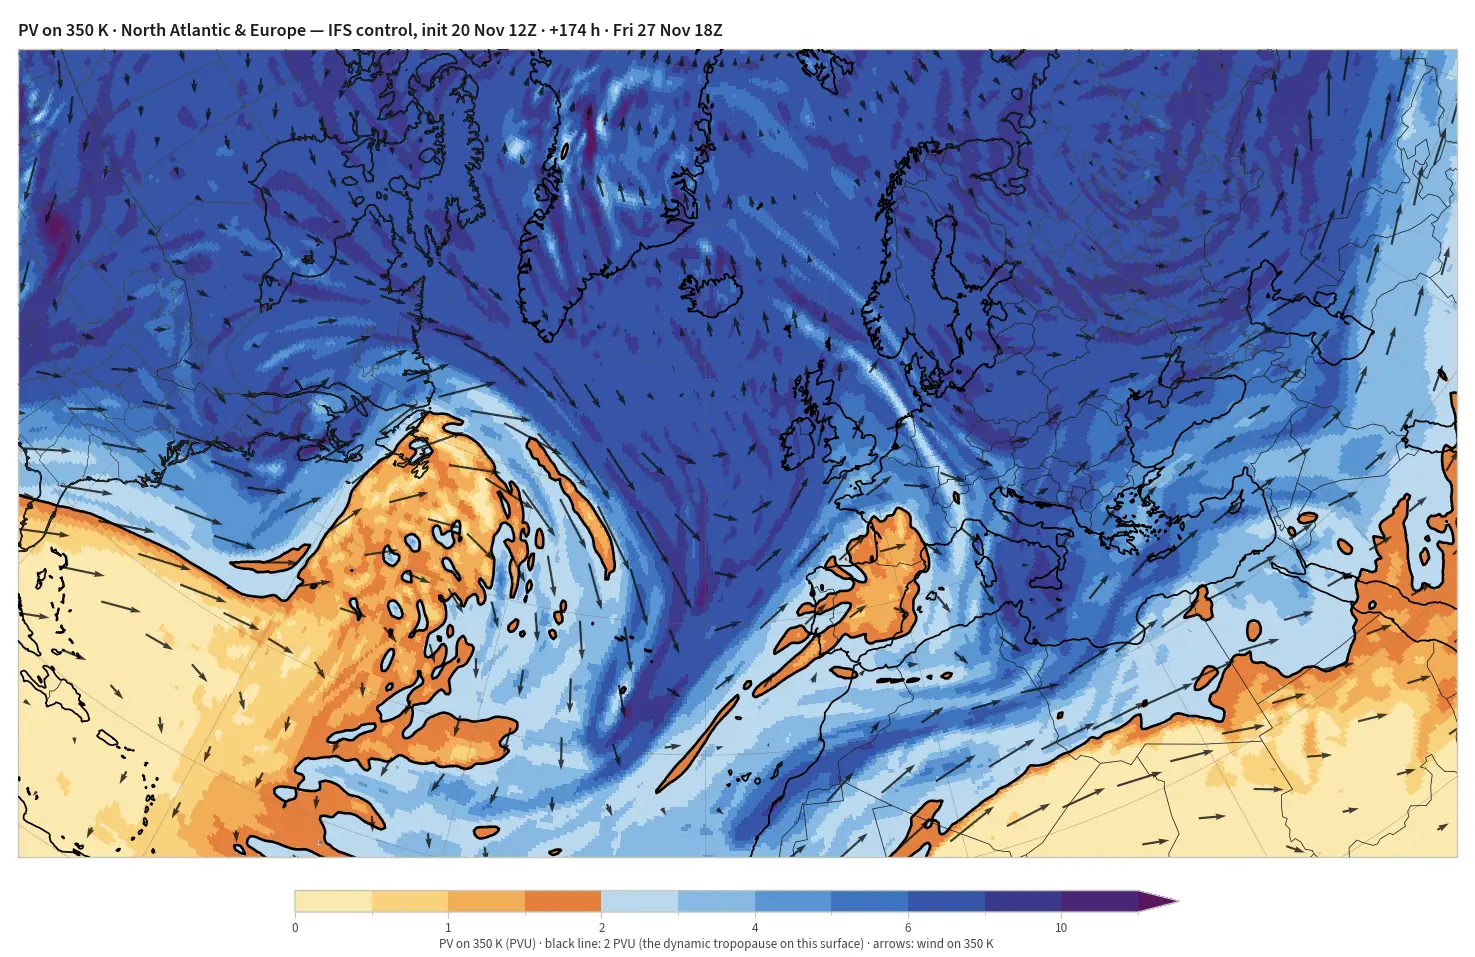 PV on 350 K · North Atlantic & Europe — IFS control, init 20 Nov 12Z · +174 h · Fri 27 Nov 18Z
0 1 2 4 6 10
PV on 350 K (PVU) · black line: 2 PVU (the dynamic tropopause on this surface) · arrows: wind on 350 K